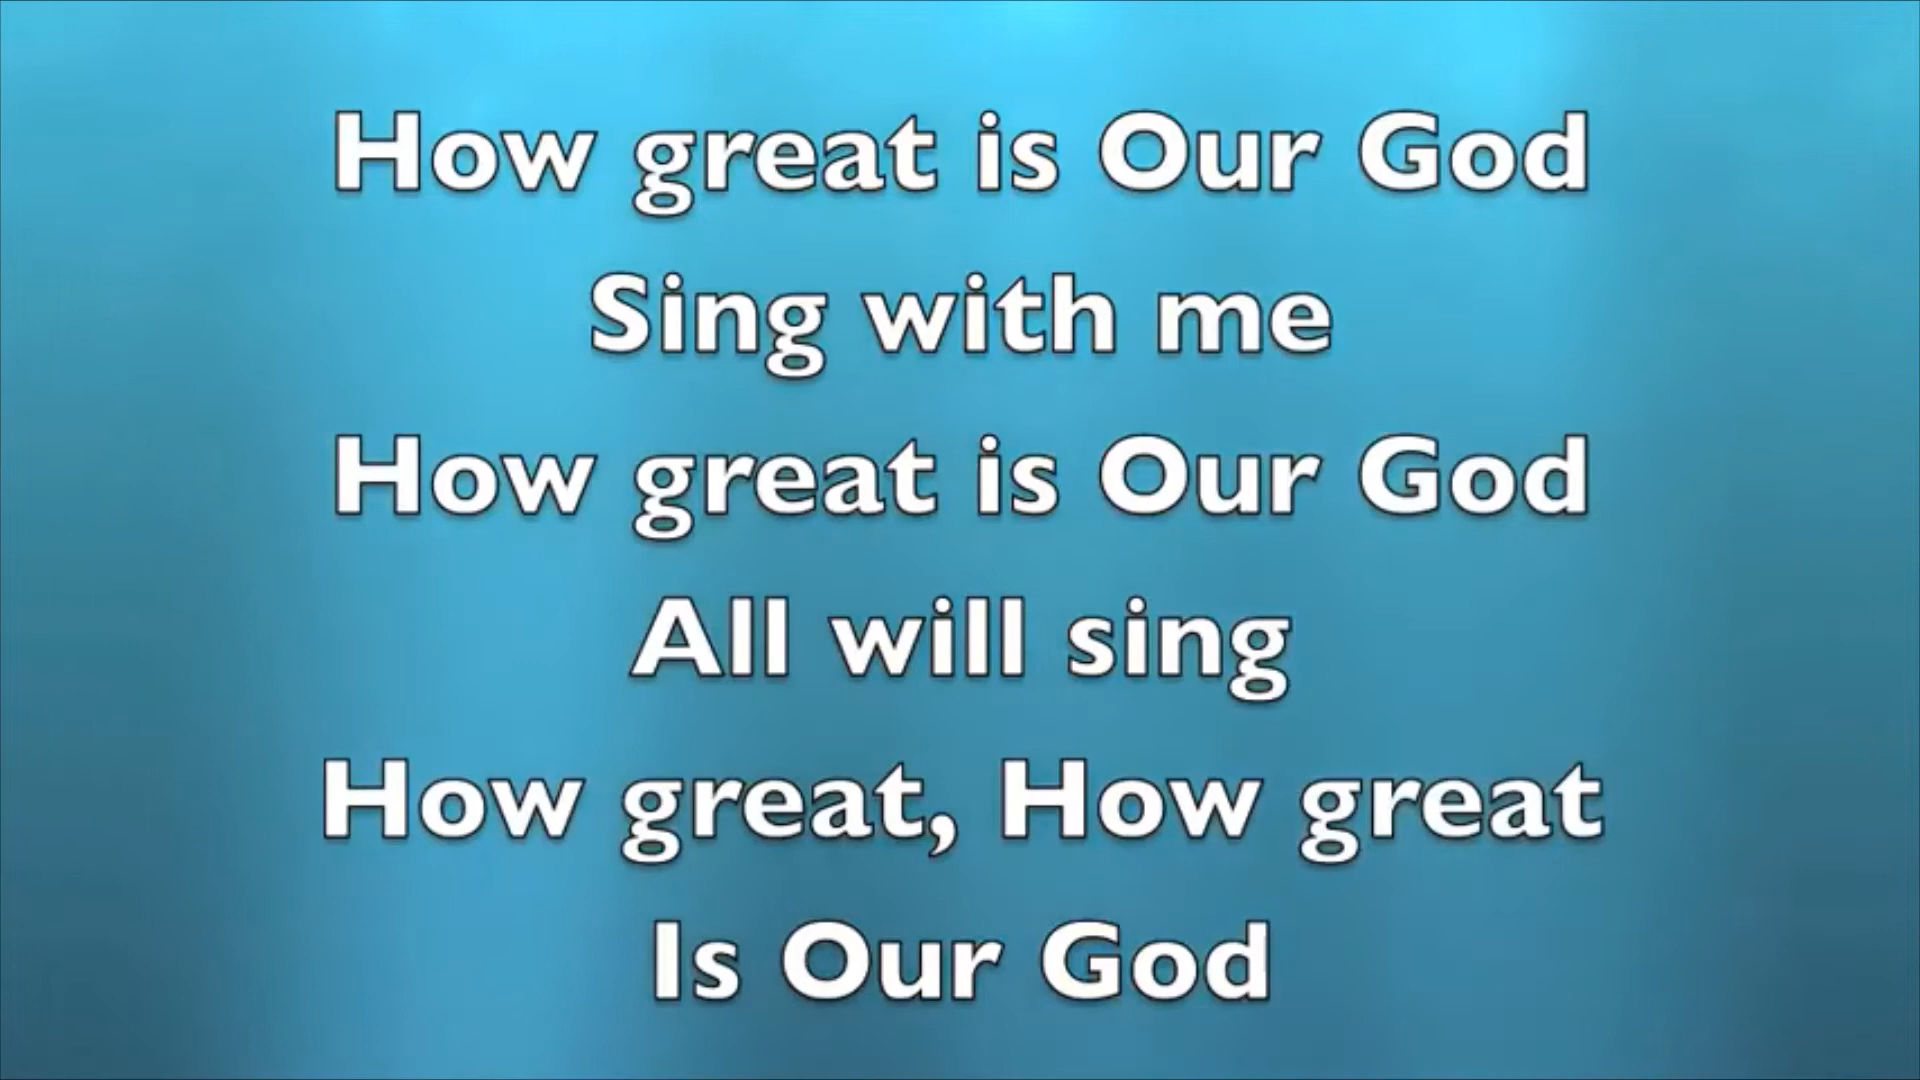 How great is Our God
Sing with me
How great is Our God
All will sing
How great, How great
Is Our God